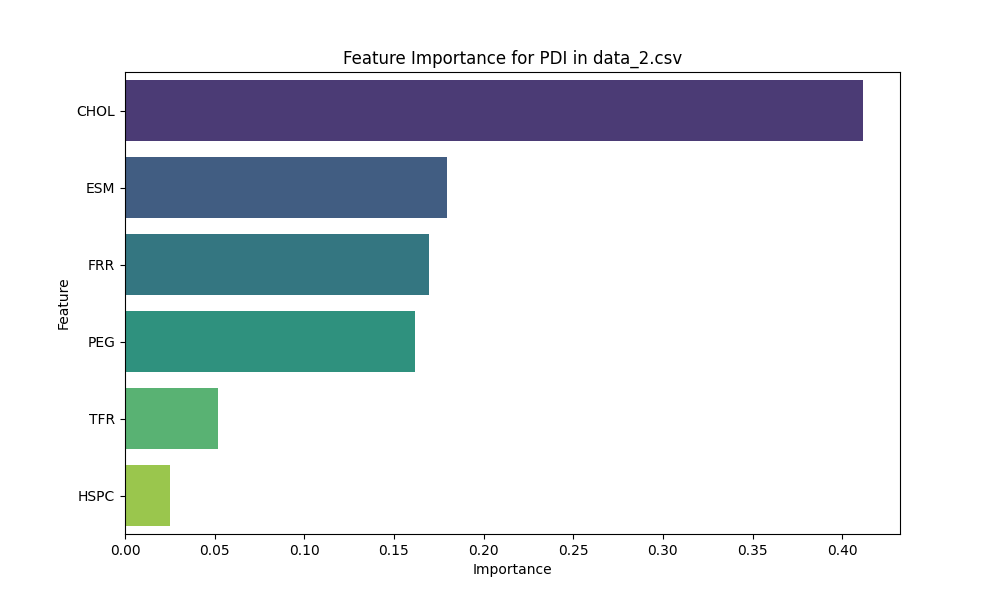 Feature Importance for PDI in data_2.csv
CHOL
ESM
FRR
PEG
TFR
HSPC
Feature
0.00 0.05 0.10 0.15 0.20 0.25 0.30 0.35 0.40
Importance